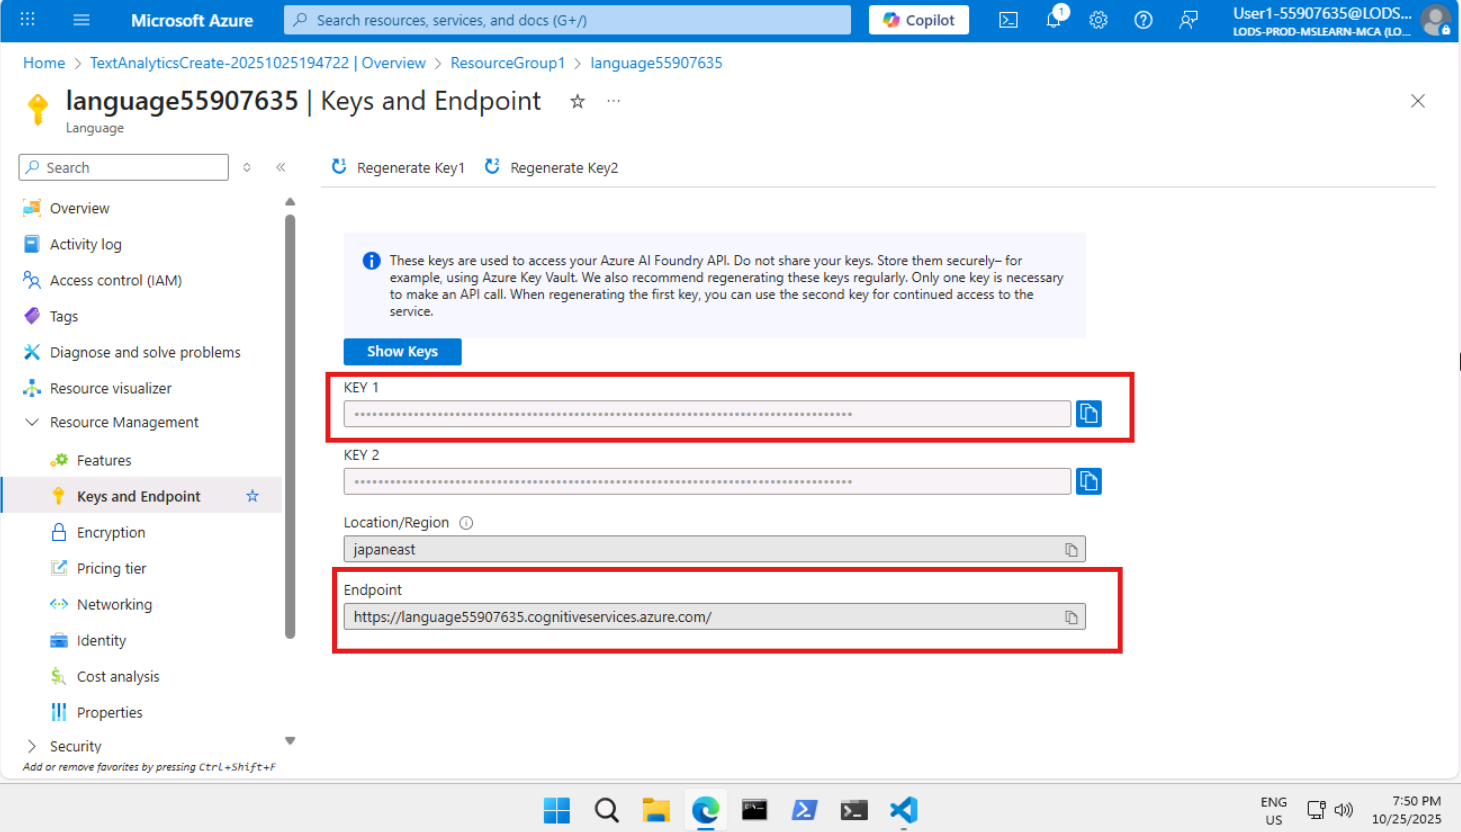 Microsoft Azure
Search resources, services, and docs (G+/)
Copilot
1
User1-55907635@LODS...
LODS-PROD-MSLEARN-MCA (LO...
Home > TextAnalyticsCreate-20251025194722 | Overview > ResourceGroup1 > language55907635
language55907635 | Keys and Endpoint
Language
Search
Regenerate Key1
Regenerate Key2
Overview
Activity log
Access control (IAM)
Tags
Diagnose and solve problems
Resource visualizer
Resource Management
Features
Keys and Endpoint
Encryption
Pricing tier
Networking
Identity
Cost analysis
Properties
Security
Add or remove favorites by pressing Ctrl+Shift+F
These keys are used to access your Azure AI Foundry API. Do not share your keys. Store them securely– for
example, using Azure Key Vault. We also recommend regenerating these keys regularly. Only one key is necessary
to make an API call. When regenerating the first key, you can use the second key for continued access to the
service.
Show Keys
KEY 1
KEY 2
Location/Region
japaneast
Endpoint
https://language55907635.cognitiveservices.azure.com/
ENG
US
7:50 PM
10/25/2025